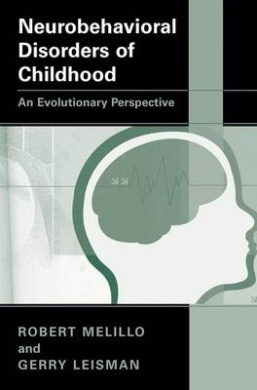 Neurobehavioral
Disorders of
Childhood
An Evolutionary Perspective
ROBERT MELILLO
and
GERRY LEISMAN